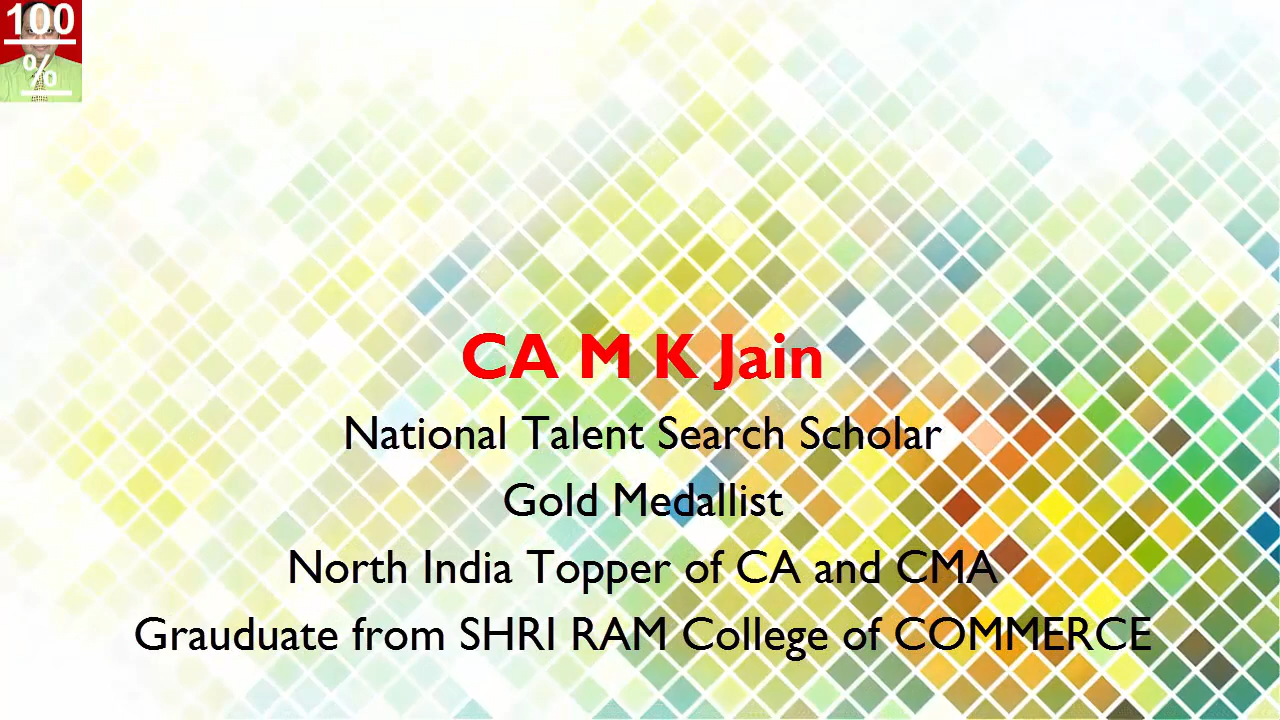 100
%
CA M K Jain
National Talent Search Scholar
Gold Medallist
North India Topper of CA and CMA
Grauduate from SHRI RAM College of COMMERCE